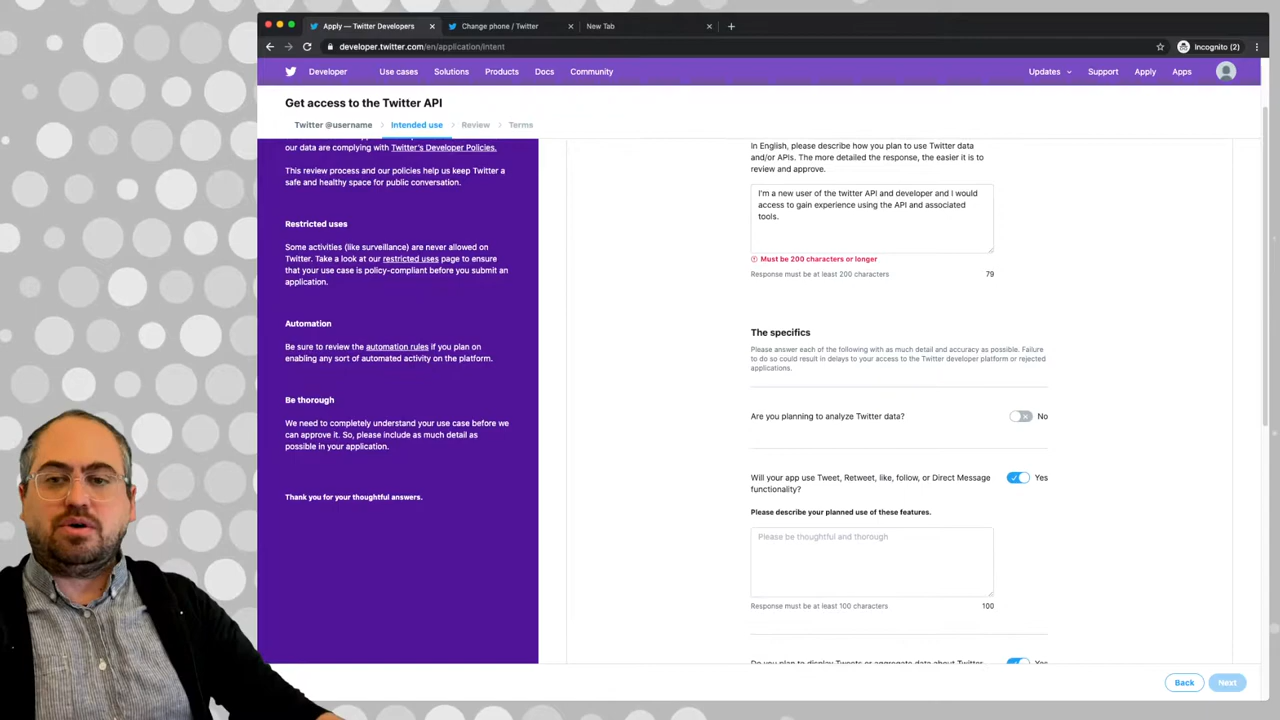 Apply — Twitter Developers
Change phone / Twitter
New Tab
developer.twitter.com/en/application/intent
Incognito (2)
Developer
Use cases
Solutions
Products
Docs
Community
Updates
Support
Apply
Apps
Get access to the Twitter API
Twitter @username
Intended use
Review
Terms
our data are complying with Twitter's Developer Policies.
This review process and our policies help us keep Twitter a
safe and healthy space for public conversation.
Restricted uses
Some activities (like surveillance) are never allowed on
Twitter. Take a look at our restricted uses page to ensure
that your use case is policy-compliant before you submit an
application.
Automation
Be sure to review the automation rules if you plan on
enabling any sort of automated activity on the platform.
Be thorough
We need to completely understand your use case before we
can approve it. So, please include as much detail as
possible in your application.
Thank you for your thoughtful answers.
In English, please describe how you plan to use Twitter data
and/or APIs. The more detailed the response, the easier it is to
review and approve.
I'm a new user of the twitter API and developer and I would
access to gain experience using the API and associated
tools.
Must be 200 characters or longer
Response must be at least 200 characters
79
The specifics
Please answer each of the following with as much detail and accuracy as possible. Failure
to do so could result in delays to your access to the Twitter developer platform or rejected
applications.
Are you planning to analyze Twitter data?
No
Will your app use Tweet, Retweet, like, follow, or Direct Message
functionality?
Yes
Please describe your planned use of these features.
Please be thoughtful and thorough
Response must be at least 100 characters
100
Do you plan to display Tweets or aggregate data about Twitter
Yes
Back
Next